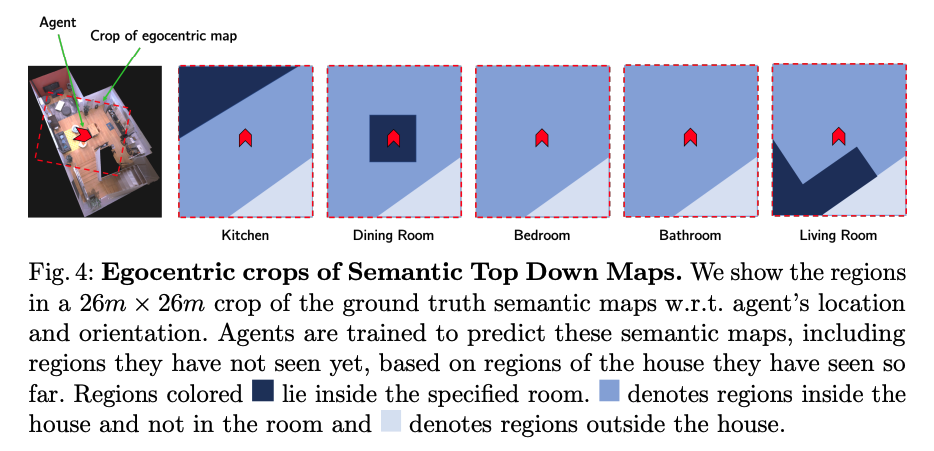 Agent
Crop of egocentric map
Kitchen Dining Room Bedroom Bathroom Living Room
Fig. 4: Egocentric crops of Semantic Top Down Maps. We show the regions
in a 26m × 26m crop of the ground truth semantic maps w.r.t. agent's location
and orientation. Agents are trained to predict these semantic maps, including
regions they have not seen yet, based on regions of the house they have seen so
far. Regions colored lie inside the specified room. denotes regions inside the
house and not in the room and denotes regions outside the house.